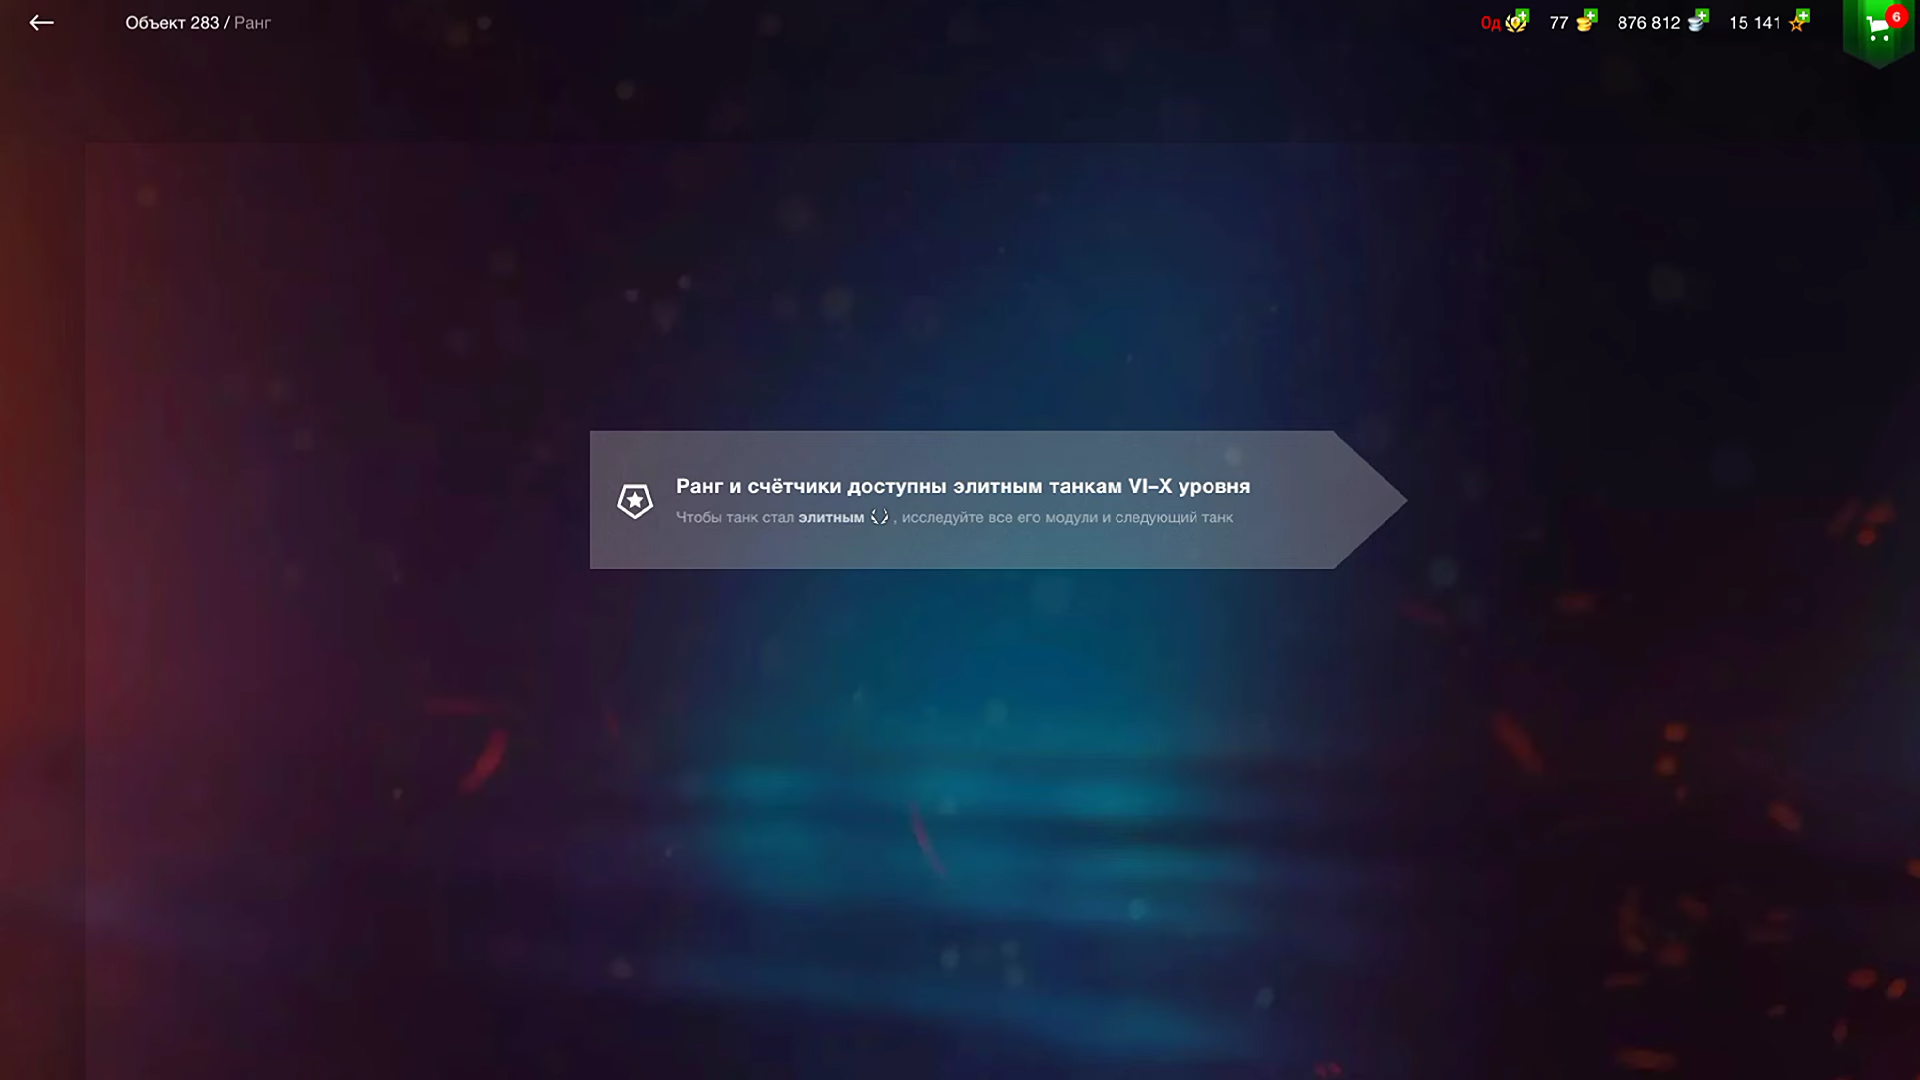 Объект 283 / Ранг
0д 77 876 812 15 141 6
Ранг и счётчики доступны элитным танкам VI–X уровня
Чтобы танк стал элитным , исследуйте все его модули и следующий танк